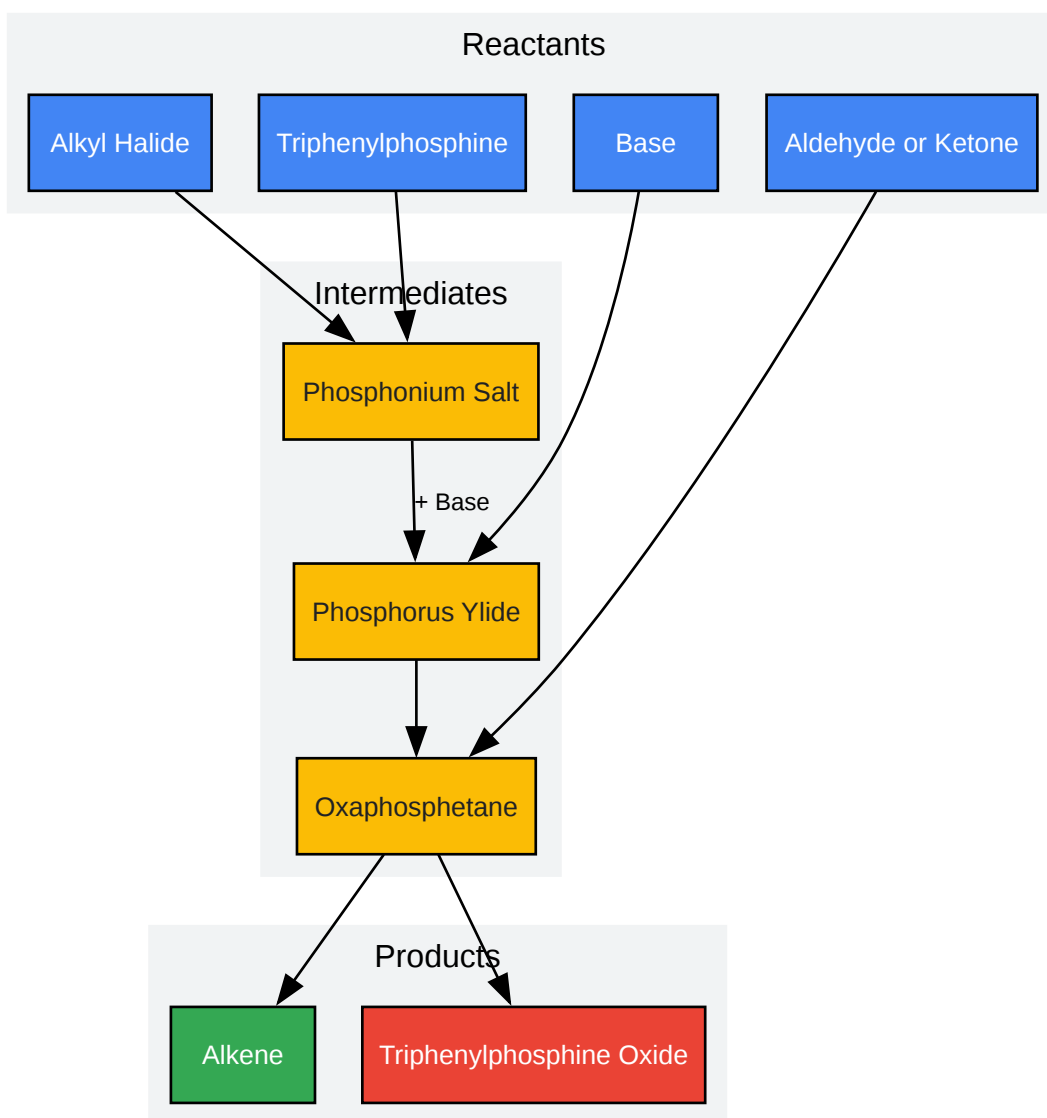 Reactants
Alkyl Halide
Triphenylphosphine
Base
Aldehyde or Ketone
Intermediates
Phosphonium Salt
+ Base
Phosphorus Ylide
Oxaphosphetane
Products
Alkene
Triphenylphosphine Oxide